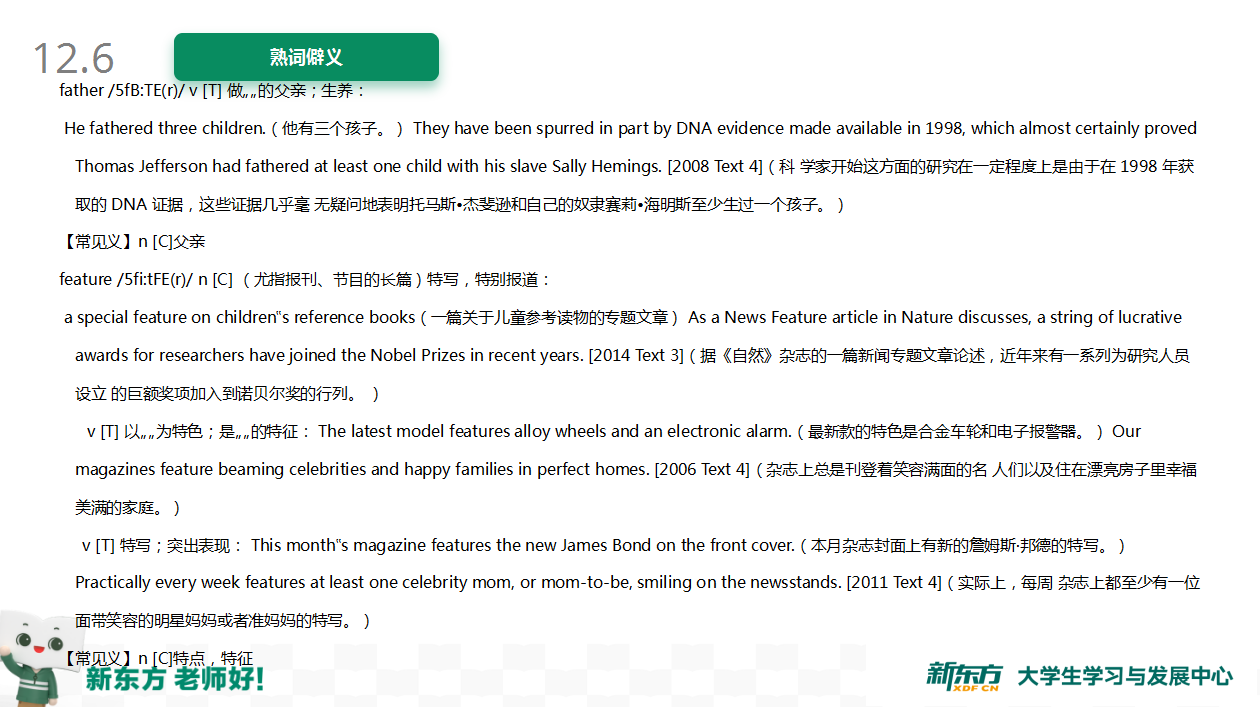 12.6
熟词僻义
father /5fB:TE(r)/ v [T] 做„„的父亲；生养：
He fathered three children.（他有三个孩子。） They have been spurred in part by DNA evidence made available in 1998, which almost certainly proved
Thomas Jefferson had fathered at least one child with his slave Sally Hemings. [2008 Text 4]（科 学家开始这方面的研究在一定程度上是由于在 1998 年获
取的 DNA 证据，这些证据几乎毫 无疑问地表明托马斯•杰斐逊和自己的奴隶赛莉•海明斯至少生过一个孩子。）
【常见义】n [C]父亲
feature /5fi:tFE(r)/ n [C] （尤指报刊、节目的长篇）特写，特别报道：
a special feature on children‟s reference books（一篇关于儿童参考读物的专题文章） As a News Feature article in Nature discusses, a string of lucrative
awards for researchers have joined the Nobel Prizes in recent years. [2014 Text 3]（据《自然》杂志的一篇新闻专题文章论述，近年来有一系列为研究人员
设立 的巨额奖项加入到诺贝尔奖的行列。 ）
v [T] 以„„为特色；是„„的特征： The latest model features alloy wheels and an electronic alarm.（最新款的特色是合金车轮和电子报警器。） Our
magazines feature beaming celebrities and happy families in perfect homes. [2006 Text 4]（杂志上总是刊登着笑容满面的名 人们以及住在漂亮房子里幸福
美满的家庭。）
v [T] 特写；突出表现： This month‟s magazine features the new James Bond on the front cover.（本月杂志封面上有新的詹姆斯·邦德的特写。）
Practically every week features at least one celebrity mom, or mom-to-be, smiling on the newsstands. [2011 Text 4]（实际上，每周 杂志上都至少有一位
面带笑容的明星妈妈或者准妈妈的特写。）
【常见义】n [C]特点，特征
新东方 老师好!
新东方 XDF.CN 大学生学习与发展中心